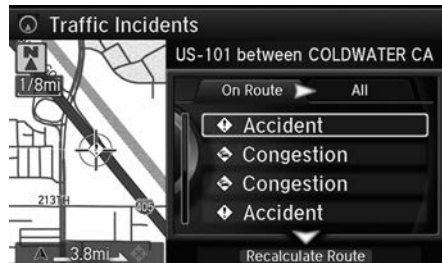 Traffic Incidents
N
US-101 between COLDWATER CA
1/8mi
On Route
All
Accident
Congestion
Congestion
Accident
213TH
405
3.8mi
Recalculate Route